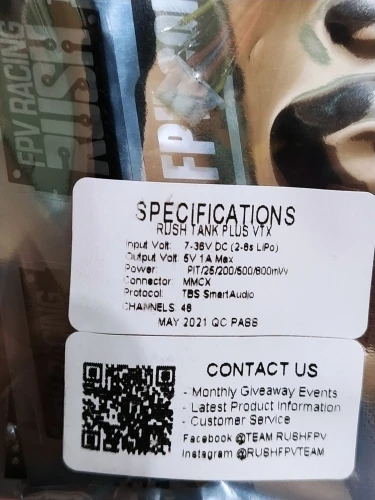 FPV RACING
RUSH
FPV
SPECIFICATIONS
RUSH TANK PLUS VTX
Input Volt: 7-36V DC (2-8s LiPo)
Output Volt: 5V 1A Max
Power: PIT/25/200/500/800mW
Connector: MMCX
Protocol: TBS SmartAudio
CHANNELS: 48
MAY 2021 QC PASS
CONTACT US
- Monthly Giveaway Events
- Latest Product Information
- Customer Service
Facebook @TEAM RUSHFPV
Instagram @RUSHFPVTEAM